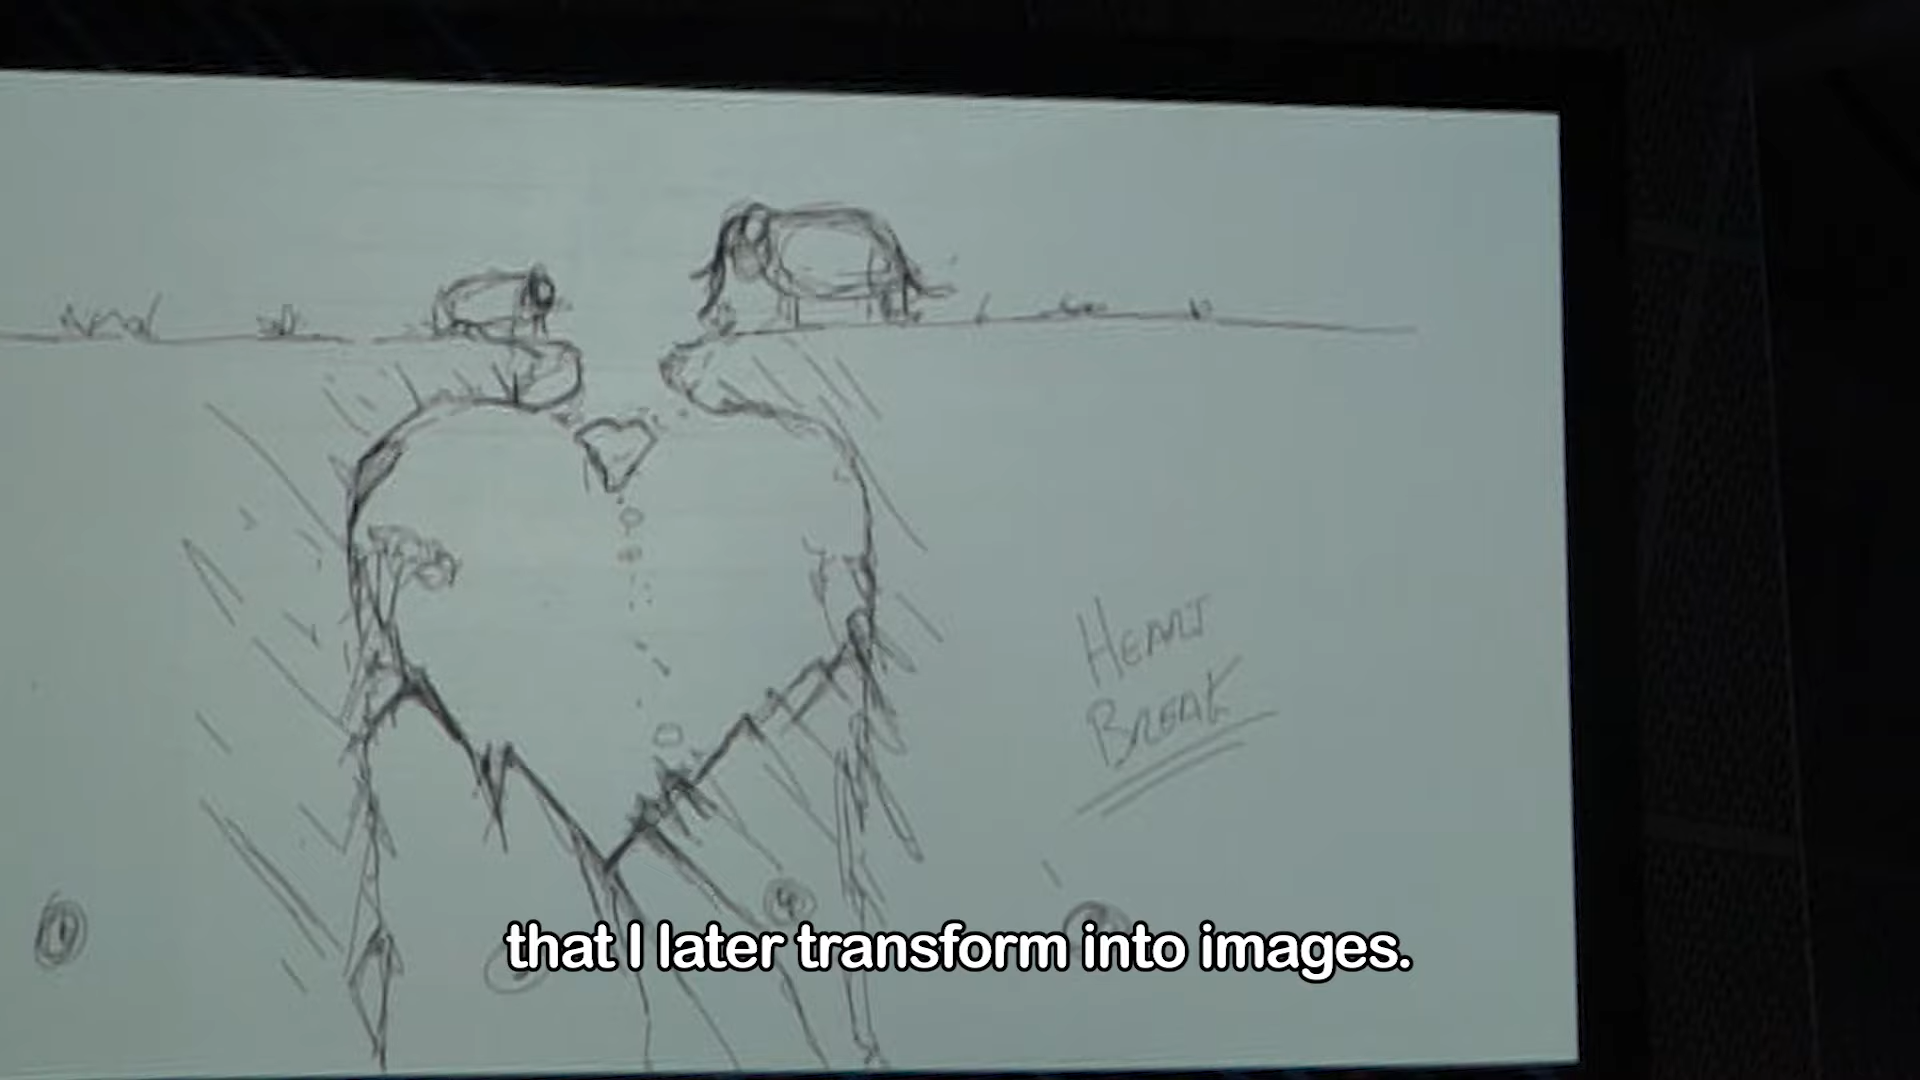 HEART
BREAK
that I later transform into images.